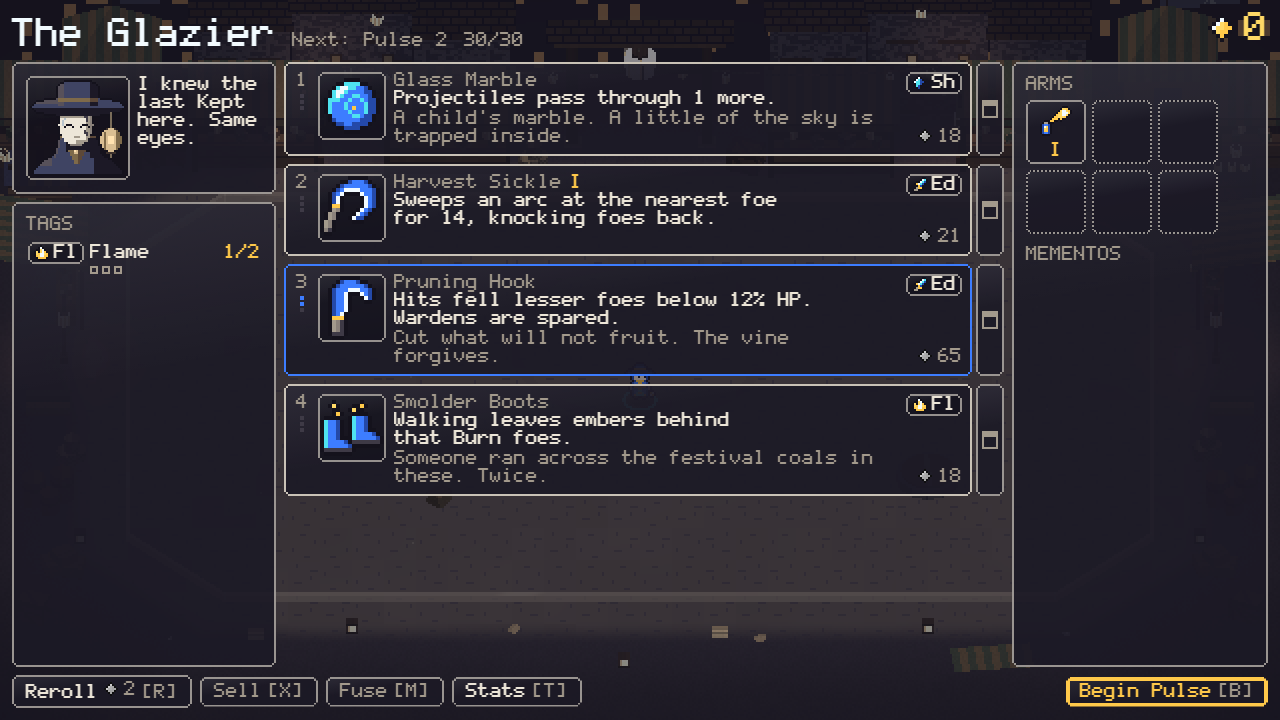 The Glazier
Next: Pulse 2 30/30
0
I knew the
last Kept
here. Same
eyes.
TAGS
Fl Flame 1/2
1
Glass Marble
Sh
Projectiles pass through 1 more.
A child's marble. A little of the sky is
trapped inside.
18
2
Harvest Sickle I
Ed
Sweeps an arc at the nearest foe
for 14, knocking foes back.
21
3
Pruning Hook
Ed
Hits fell lesser foes below 12% HP.
Wardens are spared.
Cut what will not fruit. The vine
forgives.
65
4
Smolder Boots
Fl
Walking leaves embers behind
that Burn foes.
Someone ran across the festival coals in
these. Twice.
18
ARMS
I
MEMENTOS
Reroll 2 [R]
Sell [X]
Fuse [M]
Stats [T]
Begin Pulse [B]